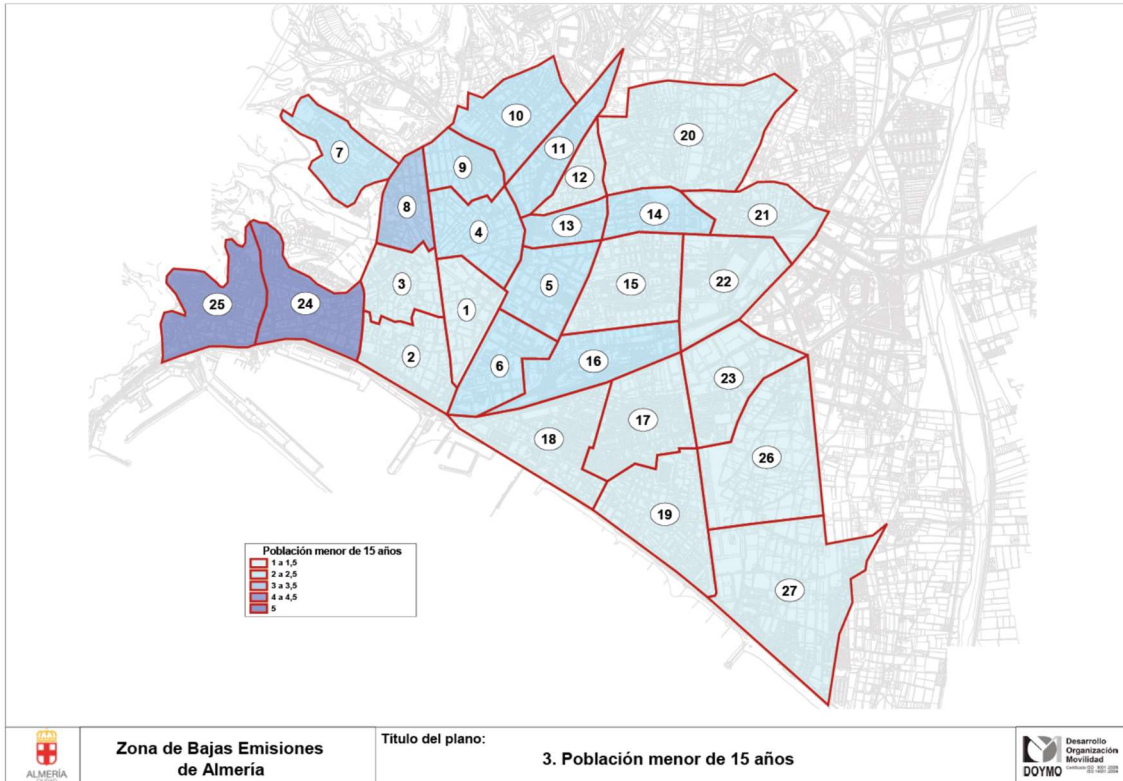 10
20
7
11
9
12
8
14
21
13
4
3
5
15
22
25
24
1
2
6
16
23
17
18
26
19
27
Población menor de 15 años
1 a 1,5
2 a 2,5
3 a 3,5
4 a 4,5
5
ALMERÍA
Zona de Bajas Emisiones
de Almería
Titulo del plano:
3. Población menor de 15 años
DOYMO
Desarrollo
Organización
Movilidad